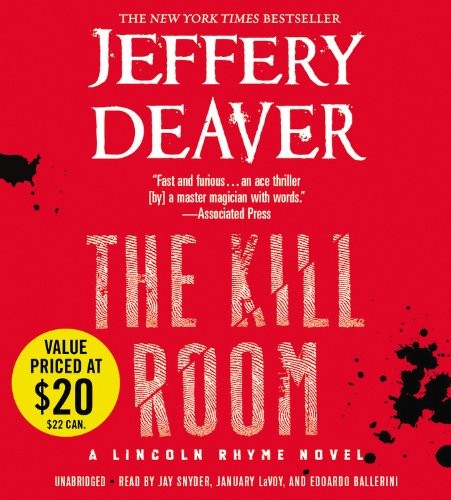 THE NEW YORK TIMES BESTSELLER
JEFFERY
DEAVER
“Fast and furious...an ace thriller
[by] a master magician with words.”
—Associated Press
THE KILL
ROOM
VALUE
PRICED AT
$20
$22 CAN.
A LINCOLN RHYME NOVEL
UNABRIDGED • READ BY JAY SNYDER, JANUARY LaVOY, AND EDOARDO BALLERINI